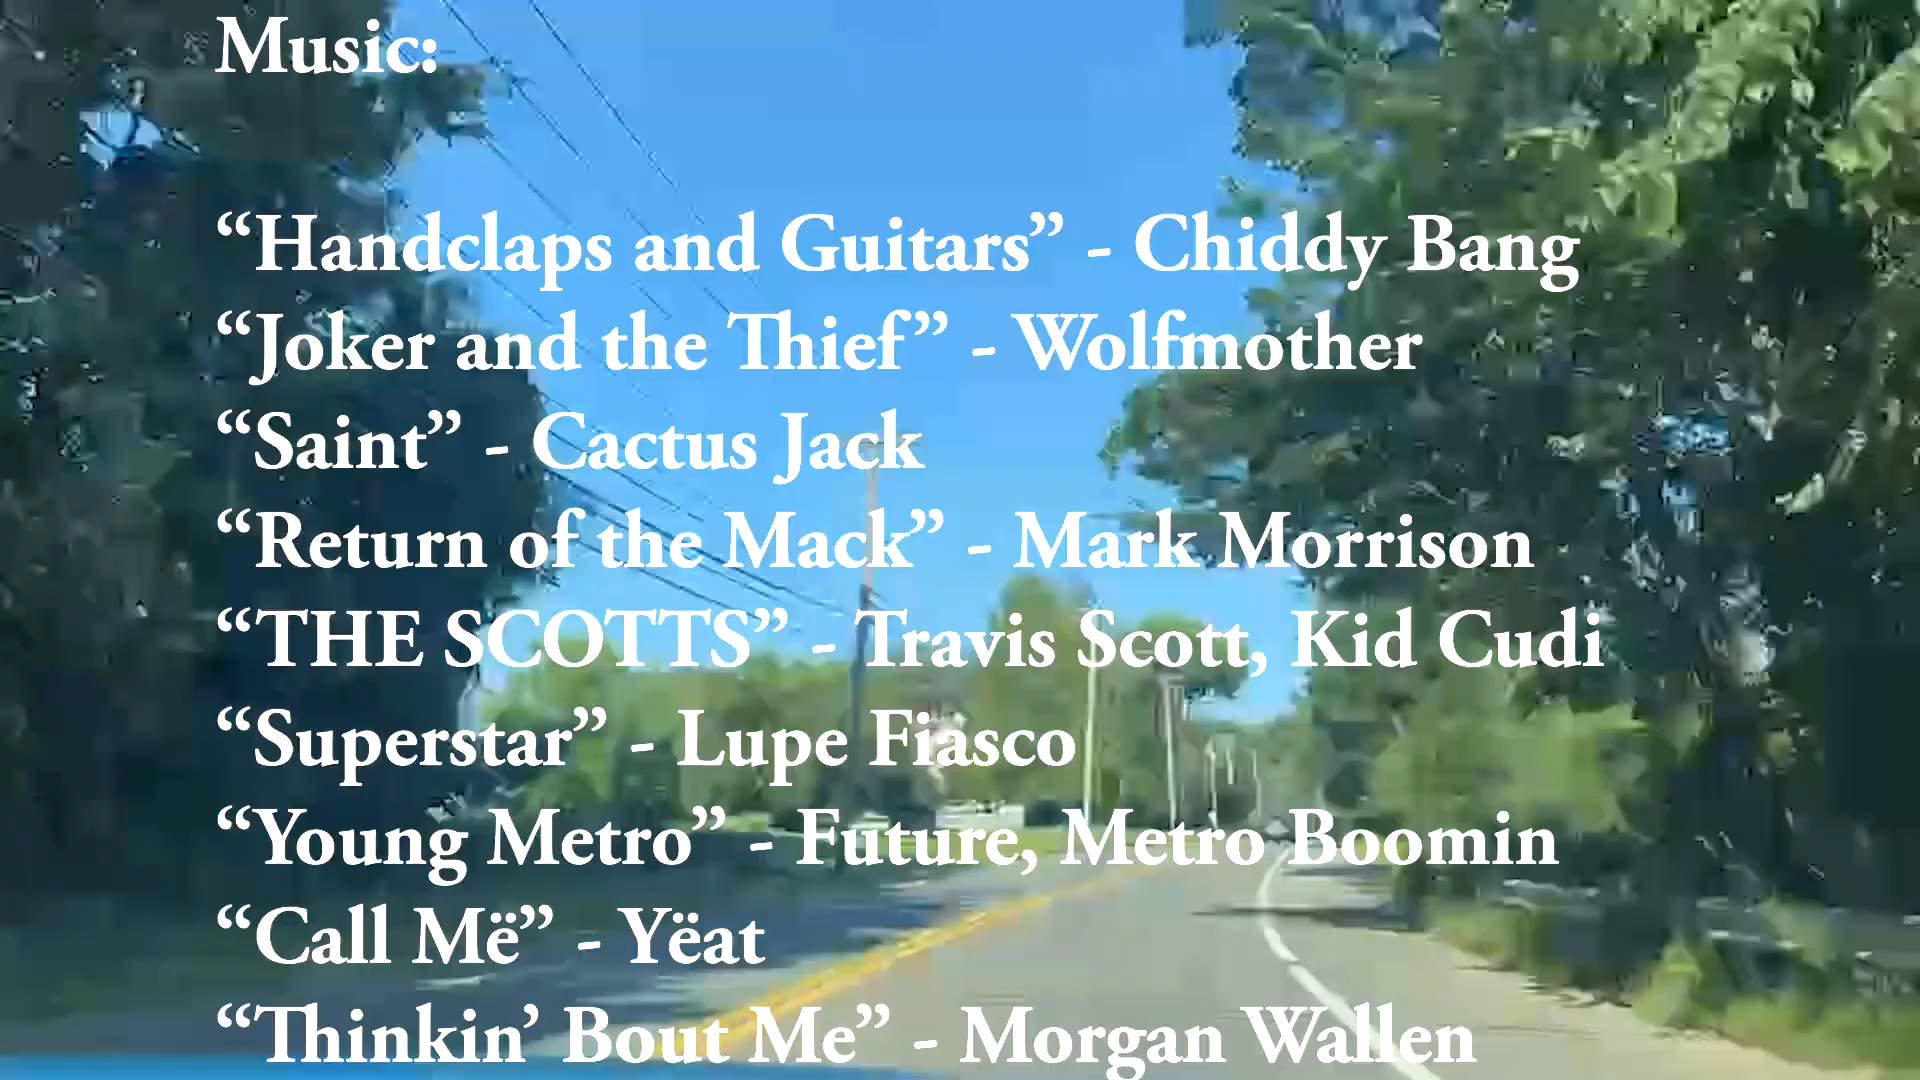 Music:
“Handclaps and Guitars” - Chiddy Bang
“Joker and the Thief” - Wolfmother
“Saint” - Cactus Jack
“Return of the Mack” - Mark Morrison
“THE SCOTTS” - Travis Scott, Kid Cudi
“Superstar” - Lupe Fiasco
“Young Metro” - Future, Metro Boomin
“Call Më” - Yëat
“Thinkin’ Bout Me” - Morgan Wallen